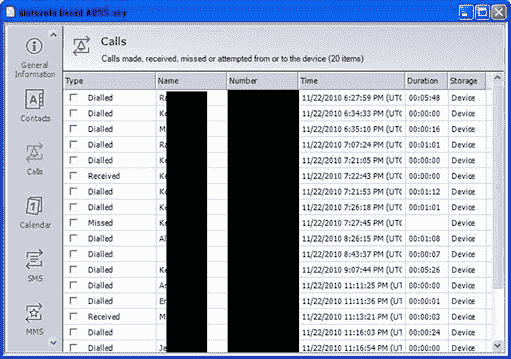 Motorola Droid A855.xry
Calls
Calls made, received, missed or attempted from or to the device (20 items)
General Information
Contacts
Calls
Calendar
SMS
MMS
Type Name Number Time Duration Storage
Dialled Ra 11/22/2010 6:27:59 PM (UTC 00:05:48 Device
Dialled Ke 11/22/2010 6:34:33 PM (UTC 00:00:00 Device
Dialled M 11/22/2010 6:35:10 PM (UTC 00:00:16 Device
Dialled Ra 11/22/2010 7:07:24 PM (UTC 00:01:01 Device
Dialled Ke 11/22/2010 7:21:05 PM (UTC 00:00:00 Device
Received Ke 11/22/2010 7:22:43 PM (UTC 00:00:00 Device
Dialled Ke 11/22/2010 7:21:53 PM (UTC 00:01:12 Device
Dialled Ke 11/22/2010 7:26:18 PM (UTC 00:01:01 Device
Missed Ke 11/22/2010 7:27:45 PM (UTC Device
Dialled Al 11/22/2010 8:26:15 PM (UTC 00:01:08 Device
Dialled 11/22/2010 8:43:37 PM (UTC 00:00:07 Device
Dialled Ke 11/22/2010 9:07:44 PM (UTC 00:05:26 Device
Dialled 11/22/2010 11:11:25 PM (UT 00:00:00 Device
Dialled 11/22/2010 11:11:36 PM (UT 00:00:01 Device
Received M 11/22/2010 11:13:21 PM (UT 00:00:03 Device
Dialled 11/22/2010 11:16:03 PM (UT 00:00:24 Device
Dialled Je 11/22/2010 11:16:54 PM (UT 00:00:00 Device